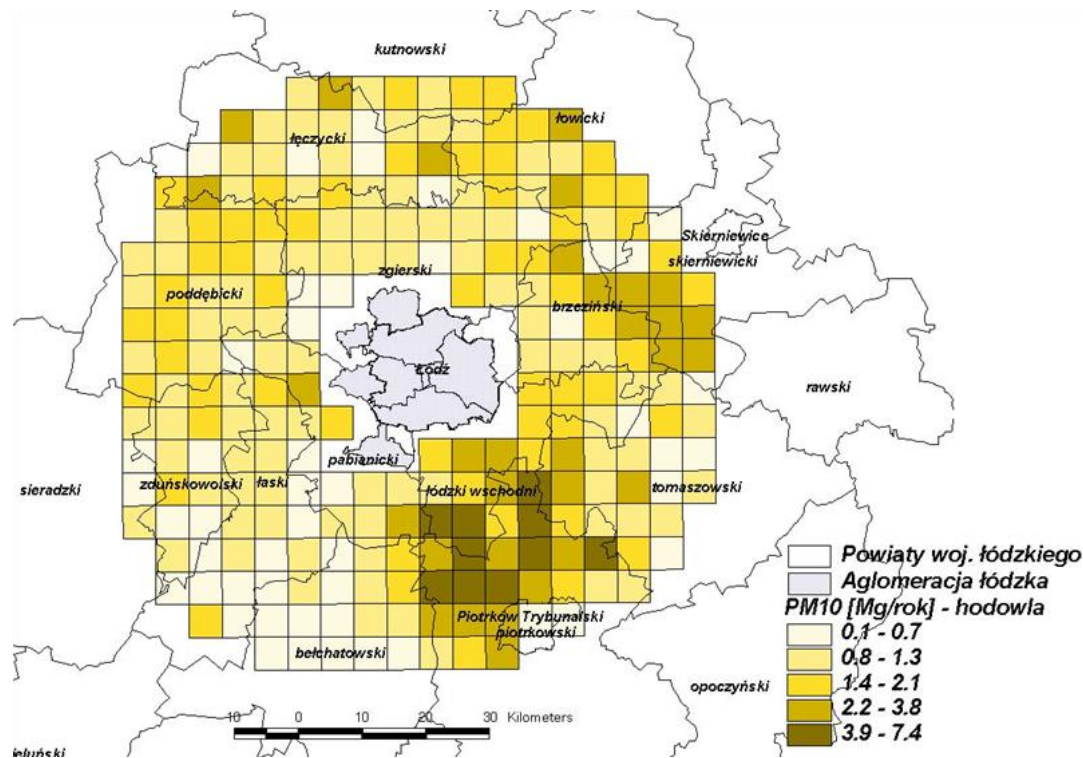 kutnowski
łowicki
łęczycki
Skierniewice
skierniewicki
zgierski
poddębicki
brzeziński
Łódź
rawski
pabianicki
sieradzki
zduńskowolski
łaski
łódzki wschodni
tomaszowski
Piotrków Trybunalski
piotrkowski
bełchatowski
opoczyński
ieluński
10 0 10 20 30 Kilometers
Powiaty woj. łódzkiego
Aglomeracja łódzka
PM10 [Mg/rok] - hodowla
0.1 - 0.7
0.8 - 1.3
1.4 - 2.1
2.2 - 3.8
3.9 - 7.4